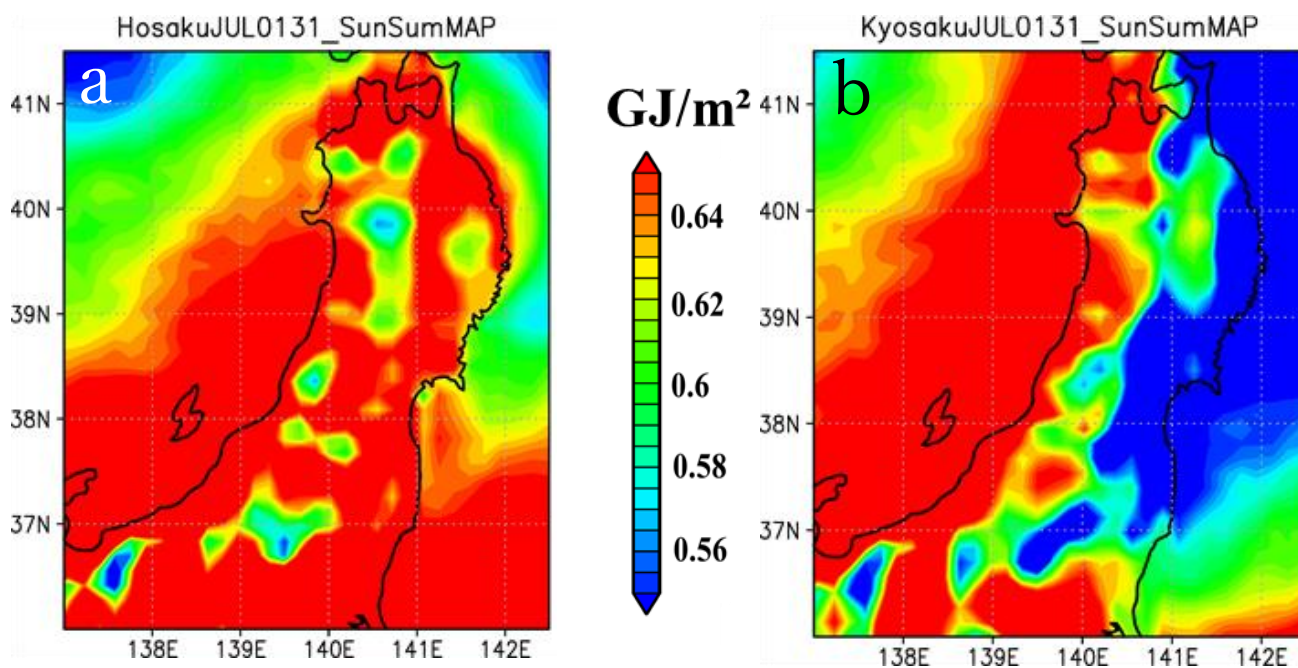 HosakuJUL0131_SunSumMAP
a
41N
40N
39N
38N
37N
138E 139E 140E 141E 142E
GJ/m²
0.64
0.62
0.6
0.58
0.56
KyosakuJUL0131_SunSumMAP
b
41N
40N
39N
38N
37N
138E 139E 140E 141E 142E